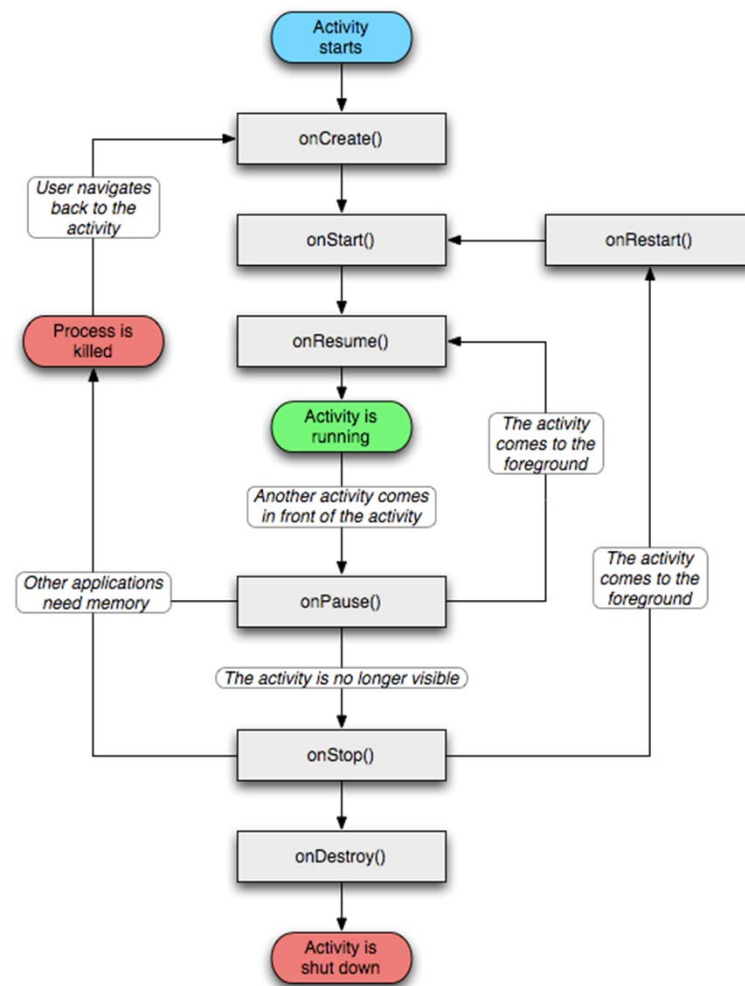 Activity
starts
onCreate()
User navigates
back to the
activity
onStart()
onRestart()
Process is
killed
onResume()
Activity is
running
The activity
comes to the
foreground
Another activity comes
in front of the activity
The activity
comes to the
foreground
Other applications
need memory
onPause()
The activity is no longer visible
onStop()
onDestroy()
Activity is
shut down